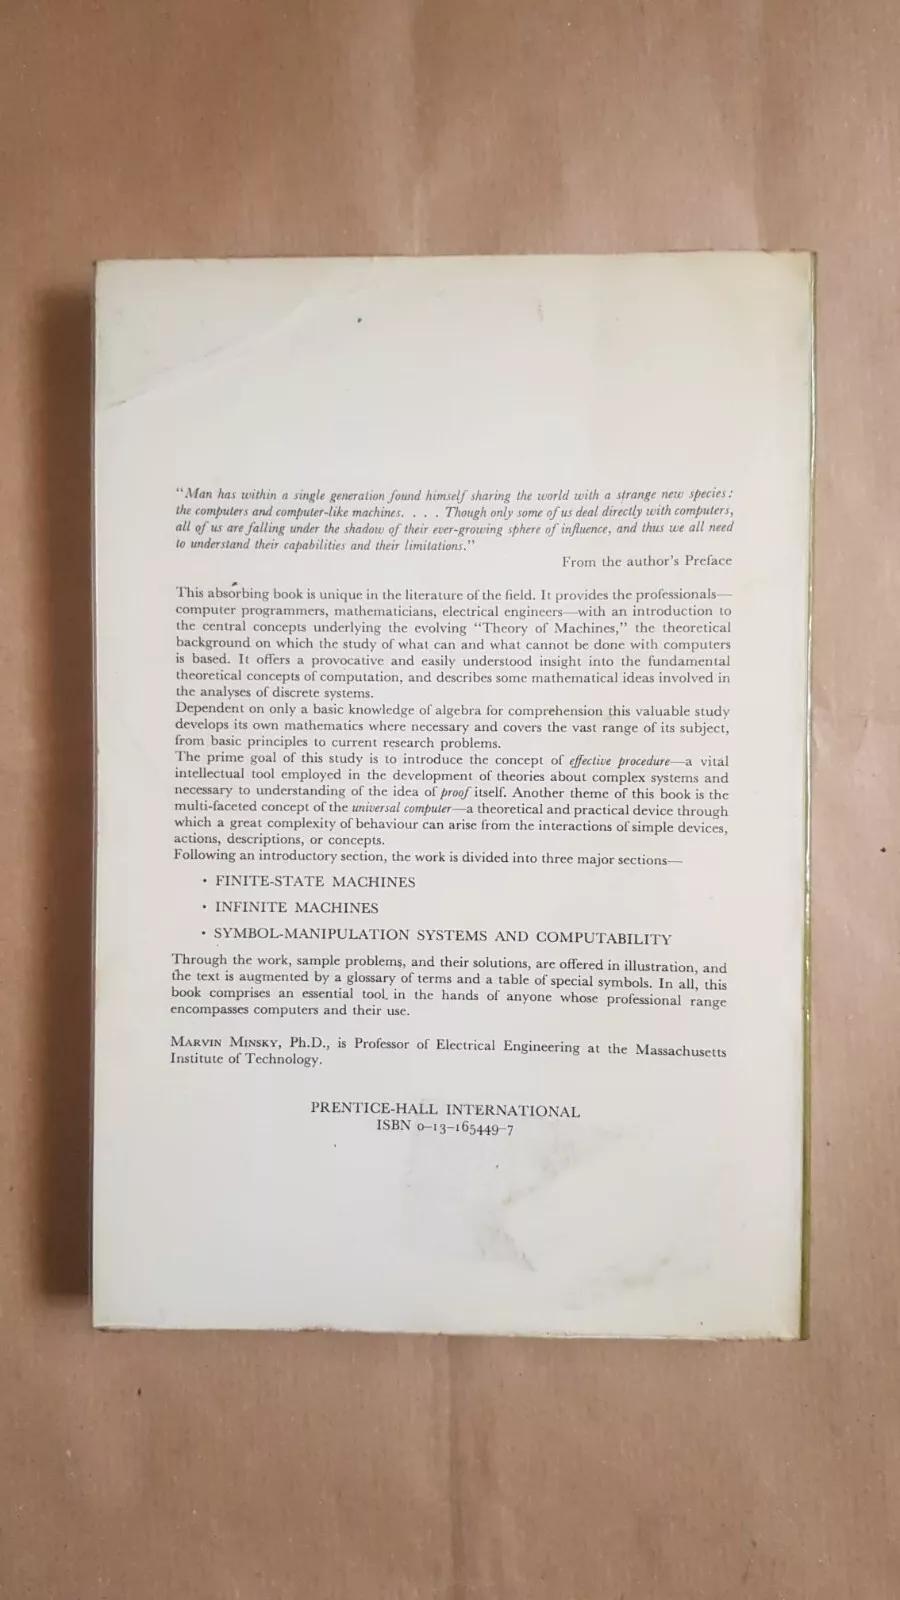 "Man has within a single generation found himself sharing the world with a strange new species:
the computers and computer-like machines. . . . Though only some of us deal directly with computers,
all of us are falling under the shadow of their ever-growing sphere of influence, and thus we all need
to understand their capabilities and their limitations."
From the author's Preface
This absorbing book is unique in the literature of the field. It provides the professionals—
computer programmers, mathematicians, electrical engineers—with an introduction to
the central concepts underlying the evolving "Theory of Machines," the theoretical
background on which the study of what can and what cannot be done with computers
is based. It offers a provocative and easily understood insight into the fundamental
theoretical concepts of computation, and describes some mathematical ideas involved in
the analyses of discrete systems.
Dependent on only a basic knowledge of algebra for comprehension this valuable study
develops its own mathematics where necessary and covers the vast range of its subject,
from basic principles to current research problems.
The prime goal of this study is to introduce the concept of effective procedure—a vital
intellectual tool employed in the development of theories about complex systems and
necessary to understanding of the idea of proof itself. Another theme of this book is the
multi-faceted concept of the universal computer—a theoretical and practical device through
which a great complexity of behaviour can arise from the interactions of simple devices,
actions, descriptions, or concepts.
Following an introductory section, the work is divided into three major sections—
• FINITE-STATE MACHINES
• INFINITE MACHINES
• SYMBOL-MANIPULATION SYSTEMS AND COMPUTABILITY
Through the work, sample problems, and their solutions, are offered in illustration, and
the text is augmented by a glossary of terms and a table of special symbols. In all, this
book comprises an essential tool in the hands of anyone whose professional range
encompasses computers and their use.
MARVIN MINSKY, Ph.D., is Professor of Electrical Engineering at the Massachusetts
Institute of Technology.
PRENTICE-HALL INTERNATIONAL
ISBN 0-13-165449-7